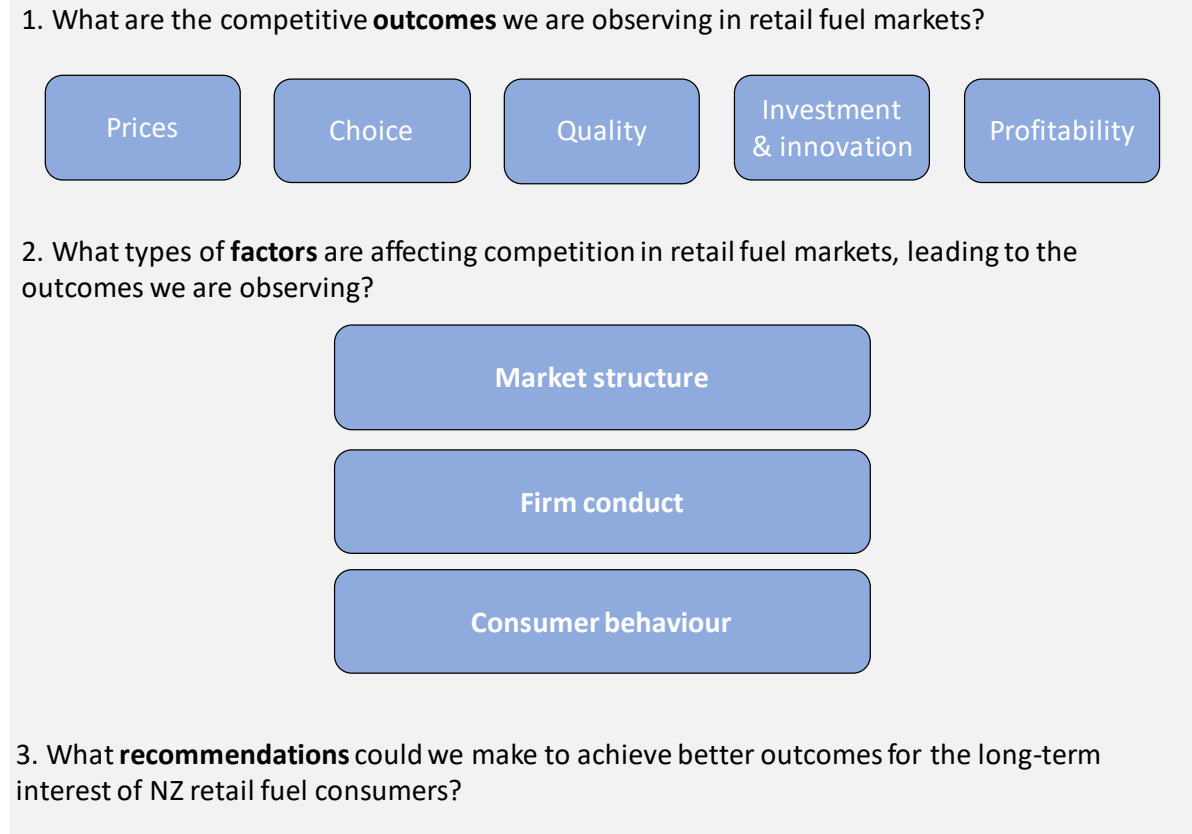 1. What are the competitive outcomes we are observing in retail fuel markets?
Prices
Choice
Quality
Investment
& innovation
Profitability
2. What types of factors are affecting competition in retail fuel markets, leading to the
outcomes we are observing?
Market structure
Firm conduct
Consumer behaviour
3. What recommendations could we make to achieve better outcomes for the long-term
interest of NZ retail fuel consumers?